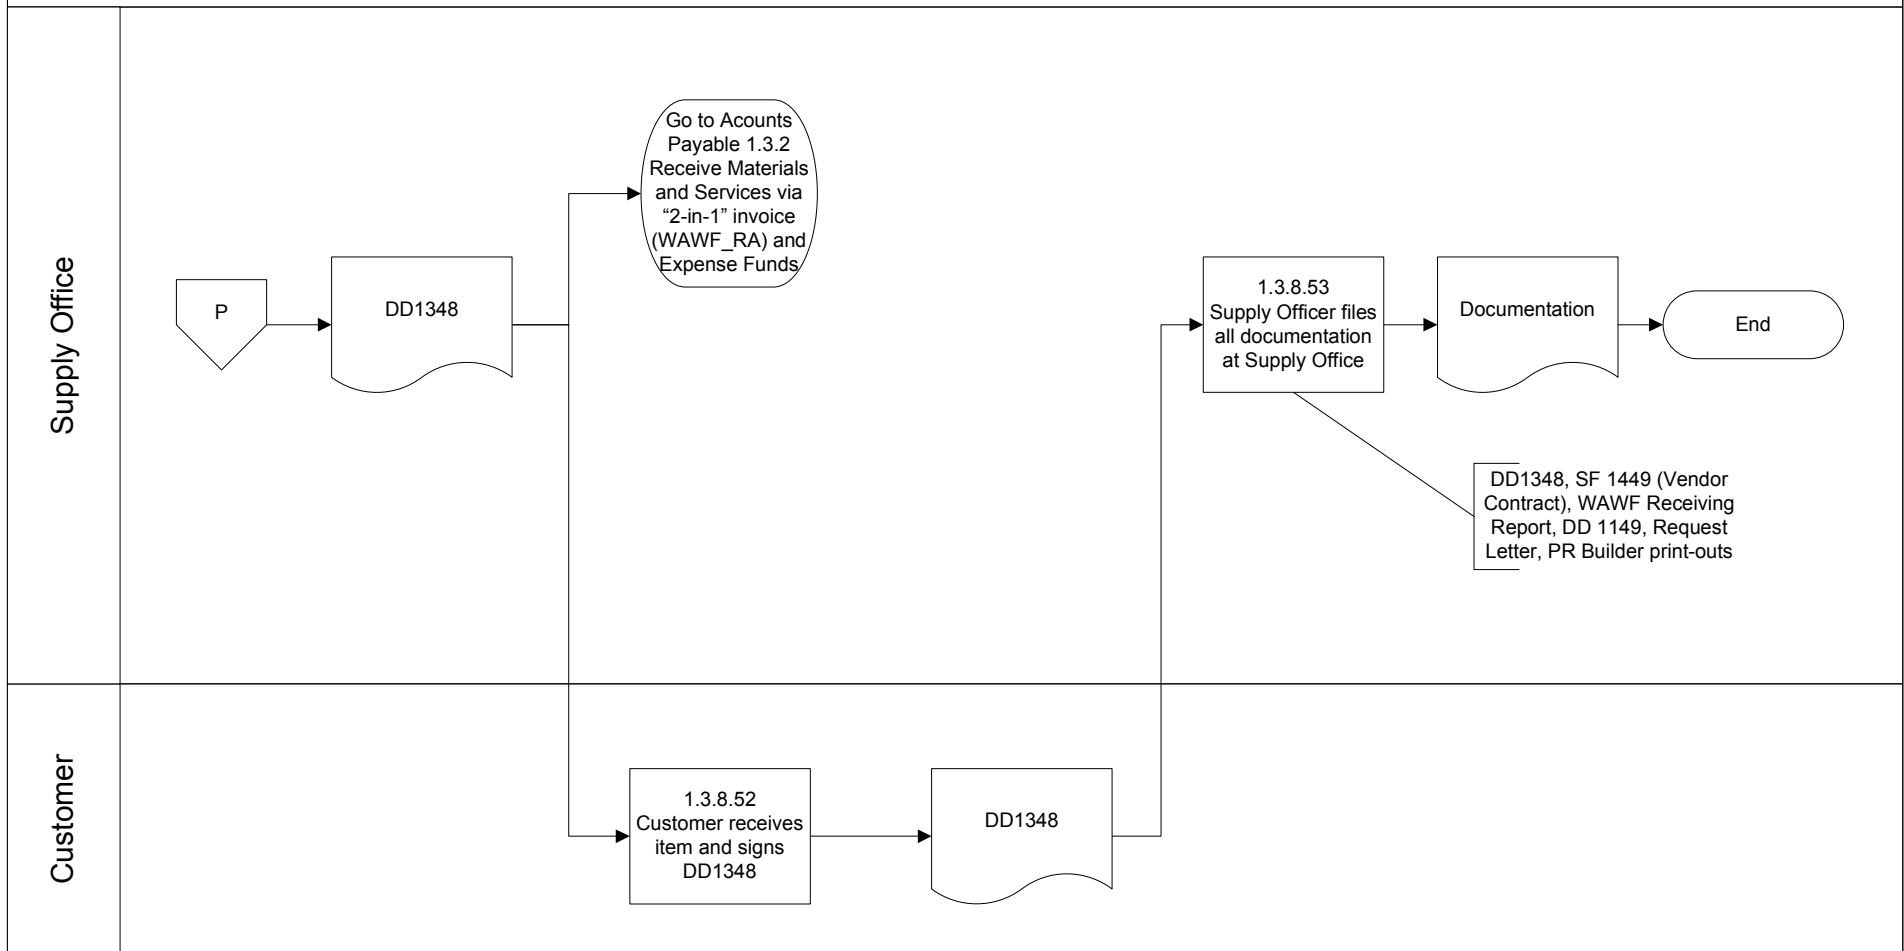 Supply Office
P
DD1348
Go to Acounts
Payable 1.3.2
Receive Materials
and Services via
“2-in-1” invoice
(WAWF_RA) and
Expense Funds
1.3.8.53
Supply Officer files
all documentation
at Supply Office
Documentation
End
DD1348, SF 1449 (Vendor
Contract), WAWF Receiving
Report, DD 1149, Request
Letter, PR Builder print-outs
Customer
1.3.8.52
Customer receives
item and signs
DD1348
DD1348